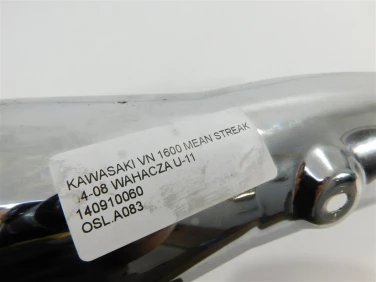 KAWASAKI VN 1600 MEAN STREAK
.4-08 WAHACZA U-11
140910060
OSL.A083